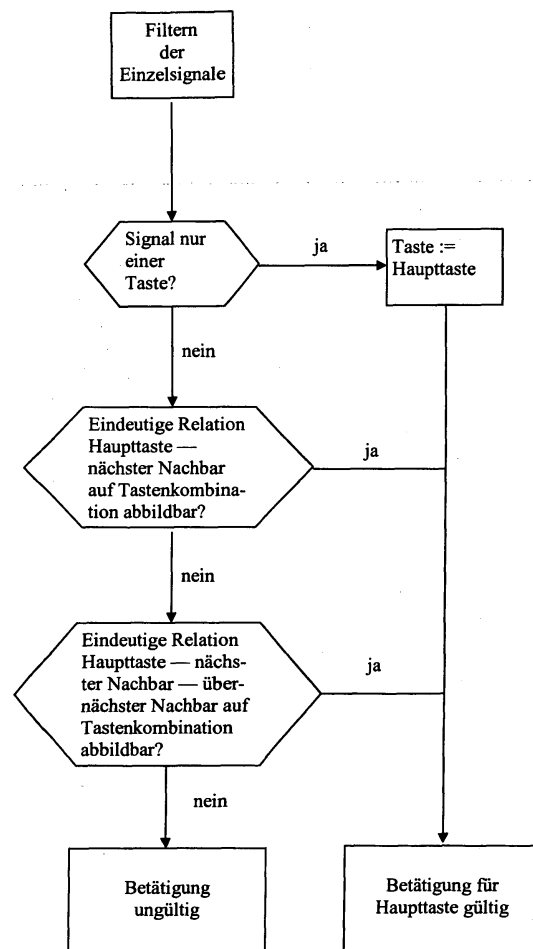 Filtern
der
Einzelsignale
Signal nur
einer
Taste?
ja
Taste :=
Haupttaste
nein
Eindeutige Relation
Haupttaste —
nächster Nachbar
auf Tastenkombina-
tion abbildbar?
ja
nein
Eindeutige Relation
Haupttaste — nächs-
ter Nachbar — über-
nächster Nachbar auf
Tastenkombination
abbildbar?
ja
nein
Betätigung
ungültig
Betätigung für
Haupttaste gültig